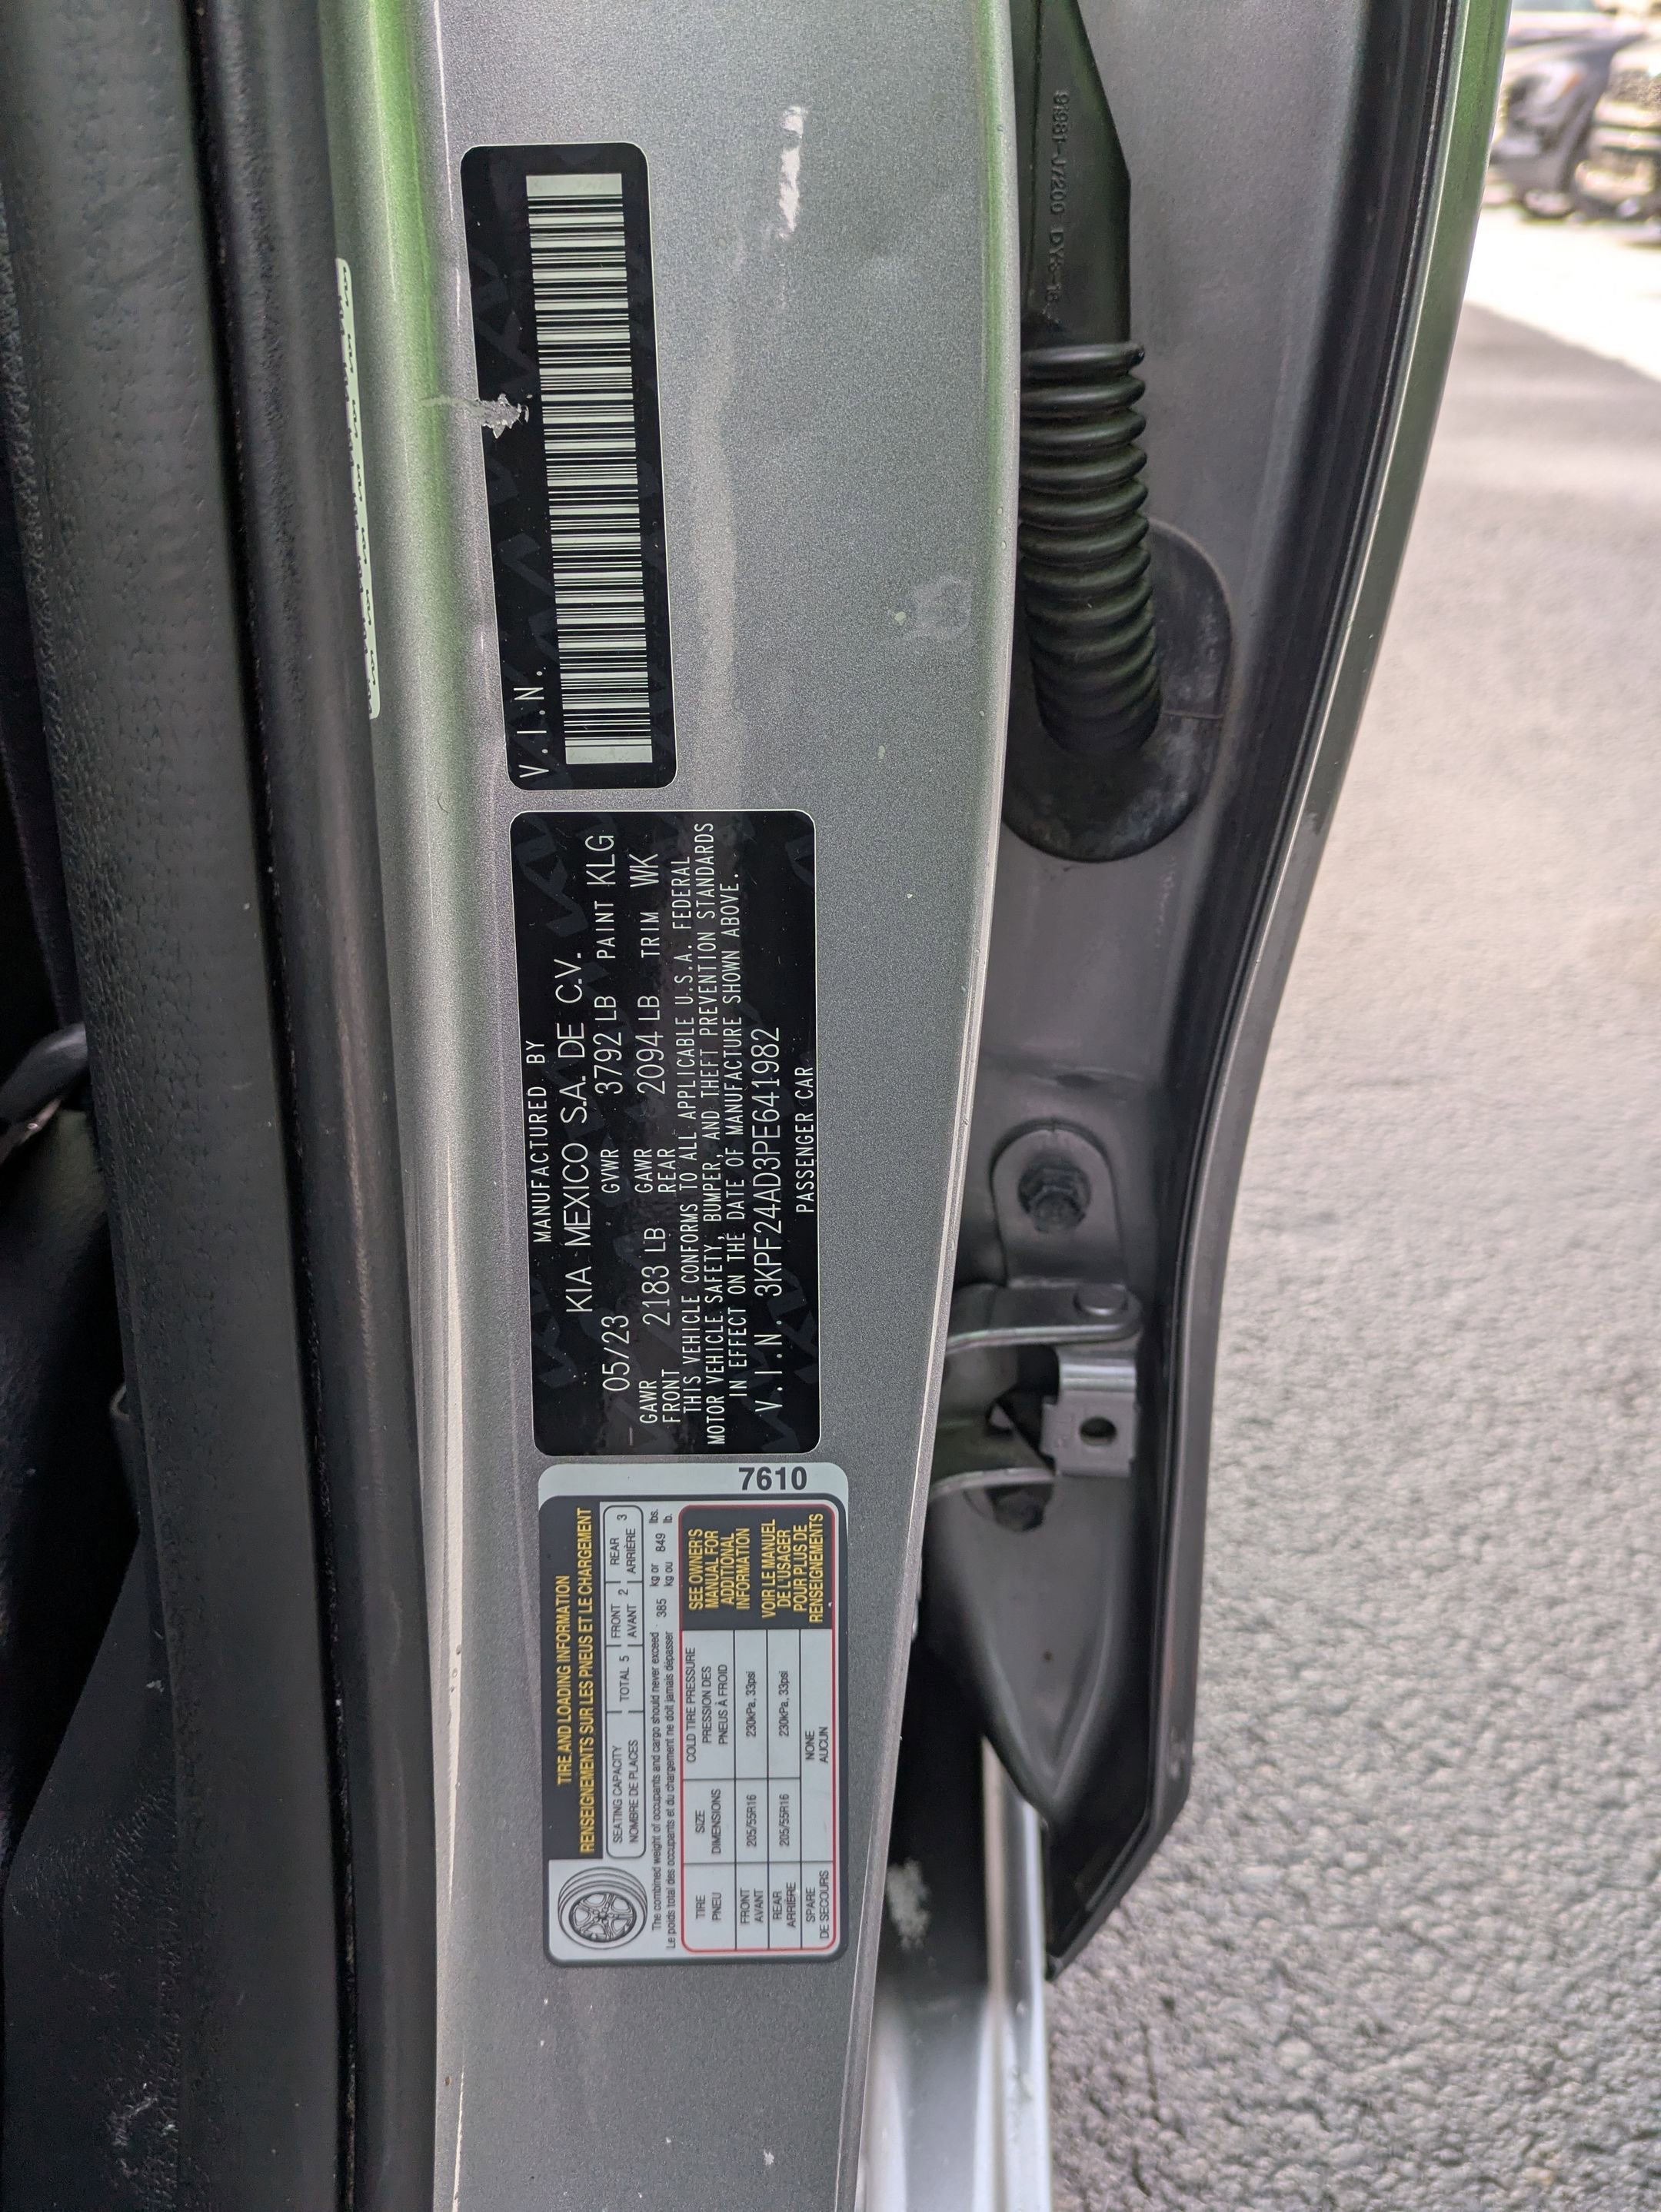 V.I.N.
MANUFACTURED BY
KIA MEXICO S.A. DE C.V.
05/23 GVWR 3792 LB PAINT KLG
GAWR FRONT 2183 LB GAWR REAR 2094 LB TRIM WK
THIS VEHICLE CONFORMS TO ALL APPLICABLE U.S.A. FEDERAL
MOTOR VEHICLE SAFETY, BUMPER, AND THEFT PREVENTION STANDARDS
IN EFFECT ON THE DATE OF MANUFACTURE SHOWN ABOVE.
V.I.N. 3KPF24AD3PE641982
PASSENGER CAR
7610
TIRE AND LOADING INFORMATION
RENSEIGNEMENTS SUR LES PNEUS ET LE CHARGEMENT
SEATING CAPACITY TOTAL 5 FRONT 2 REAR 3
NOMBRE DE PLACES AVANT ARRIÈRE
The combined weight of occupants and cargo should never exceed 385 kg or 849 lbs.
Le poids total des occupants et du chargement ne doit jamais dépasser kg ou lb.
TIRE SIZE COLD TIRE PRESSURE
PNEU DIMENSIONS PRESSION DES
PNEUS À FROID
FRONT 205/55R16 230kPa, 33psi
AVANT
REAR 205/55R16 230kPa, 33psi
ARRIÈRE
SPARE NONE
DE SECOURS AUCUN
SEE OWNER'S
MANUAL FOR
ADDITIONAL
INFORMATION
VOIR LE MANUEL
DE L'USAGER
POUR PLUS DE
RENSEIGNEMENTS